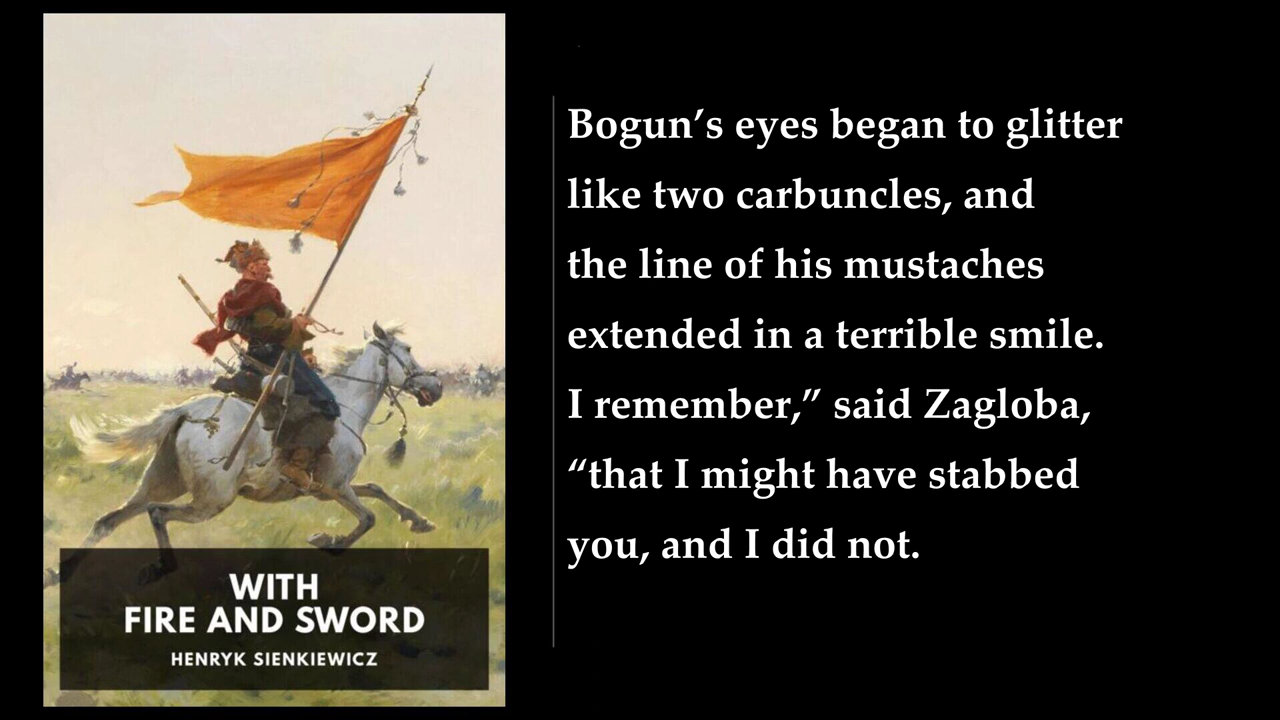 WITH
FIRE AND SWORD
HENRYK SIENKIEWICZ
Bogun’s eyes began to glitter
like two carbuncles, and
the line of his mustaches
extended in a terrible smile.
I remember,” said Zagloba,
“that I might have stabbed
you, and I did not.